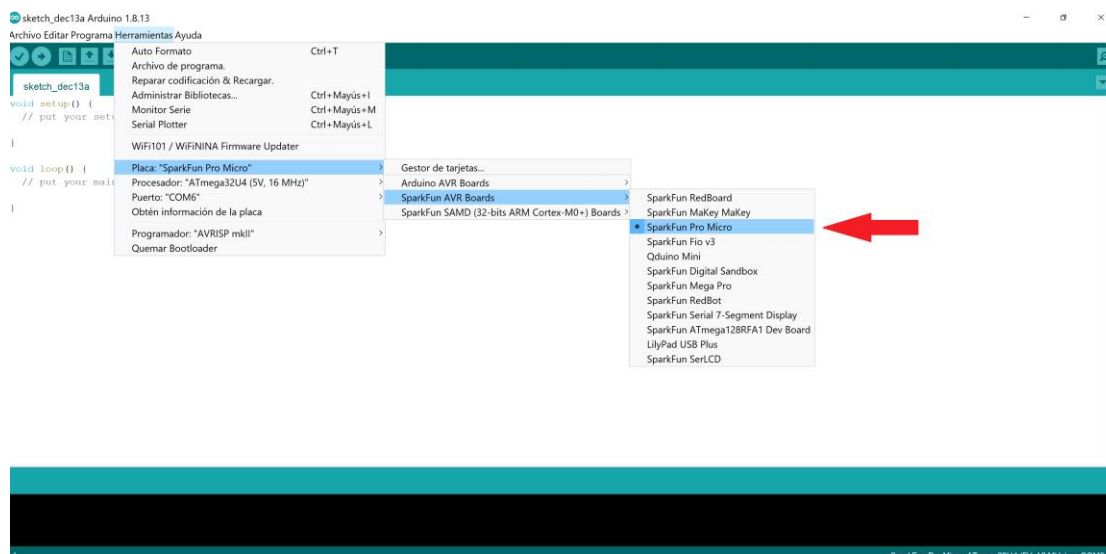 sketch_dec13a Arduino 1.8.13
Archivo Editar Programa Herramientas Ayuda
sketch_dec13a
void setup() {
// put your set
}
void loop() {
// put your mai
}
Auto Formato Ctrl+T
Archivo de programa.
Reparar codificación & Recargar.
Administrar Bibliotecas... Ctrl+Mayús+I
Monitor Serie Ctrl+Mayús+M
Serial Plotter Ctrl+Mayús+L
WiFi101 / WiFiNINA Firmware Updater
Placa: "SparkFun Pro Micro"
Procesador: "ATmega32U4 (5V, 16 MHz)"
Puerto: "COM6"
Obtén información de la placa
Programador: "AVRISP mkII"
Quemar Bootloader
Gestor de tarjetas...
Arduino AVR Boards
SparkFun AVR Boards
SparkFun SAMD (32-bits ARM Cortex-M0+) Boards
SparkFun RedBoard
SparkFun MaKey MaKey
SparkFun Pro Micro
SparkFun Fio v3
Qduino Mini
SparkFun Digital Sandbox
SparkFun Mega Pro
SparkFun RedBot
SparkFun Serial 7-Segment Display
SparkFun ATmega128RFA1 Dev Board
LilyPad USB Plus
SparkFun SerLCD